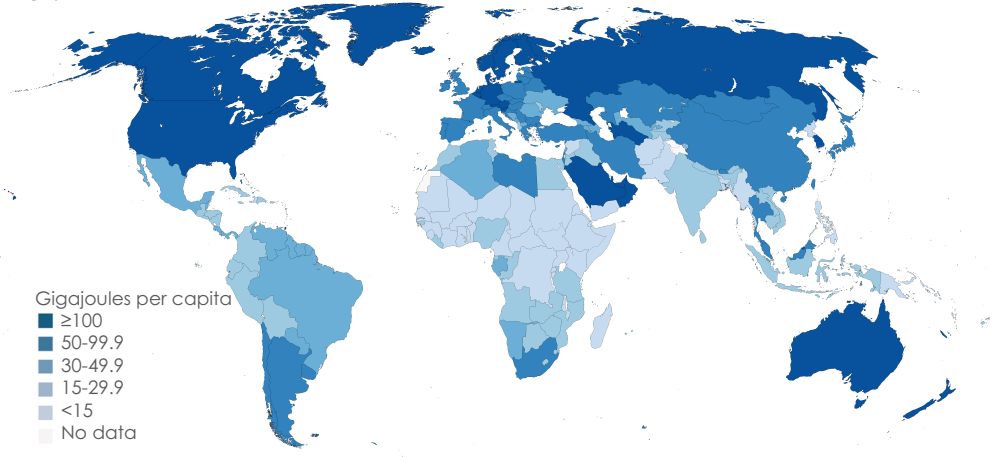 Gigajoules per capita
≥100
50-99.9
30-49.9
15-29.9
<15
No data